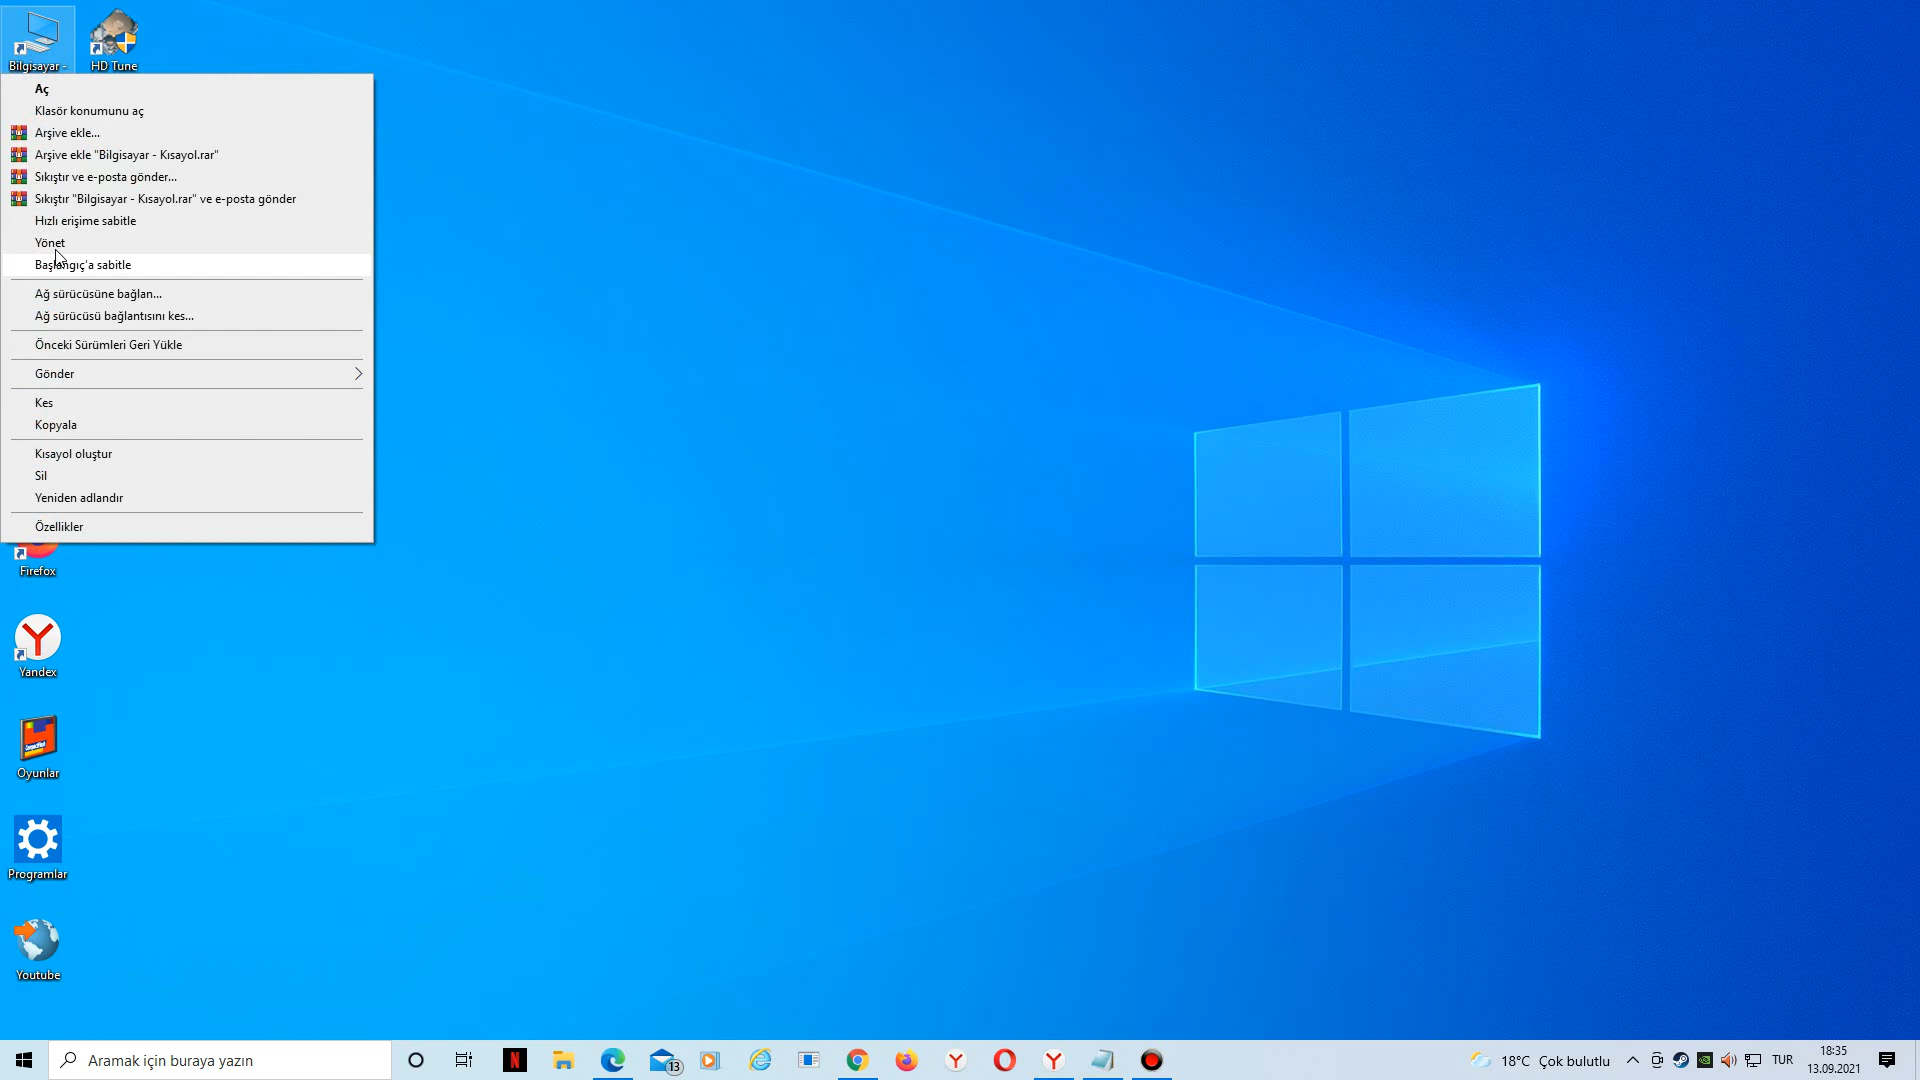 Bilgisayar -
HD Tune
Aç
Klasör konumunu aç
Arşive ekle...
Arşive ekle "Bilgisayar - Kısayol.rar"
Sıkıştır ve e-posta gönder...
Sıkıştır "Bilgisayar - Kısayol.rar" ve e-posta gönder
Hızlı erişime sabitle
Yönet
Başlangıç'a sabitle
Ağ sürücüsüne bağlan...
Ağ sürücüsü bağlantısını kes...
Önceki Sürümleri Geri Yükle
Gönder
Kes
Kopyala
Kısayol oluştur
Sil
Yeniden adlandır
Özellikler
Firefox
Yandex
Oyunlar
Programlar
Youtube
Aramak için buraya yazın
13
18°C Çok bulutlu
TUR
18:35
13.09.2021